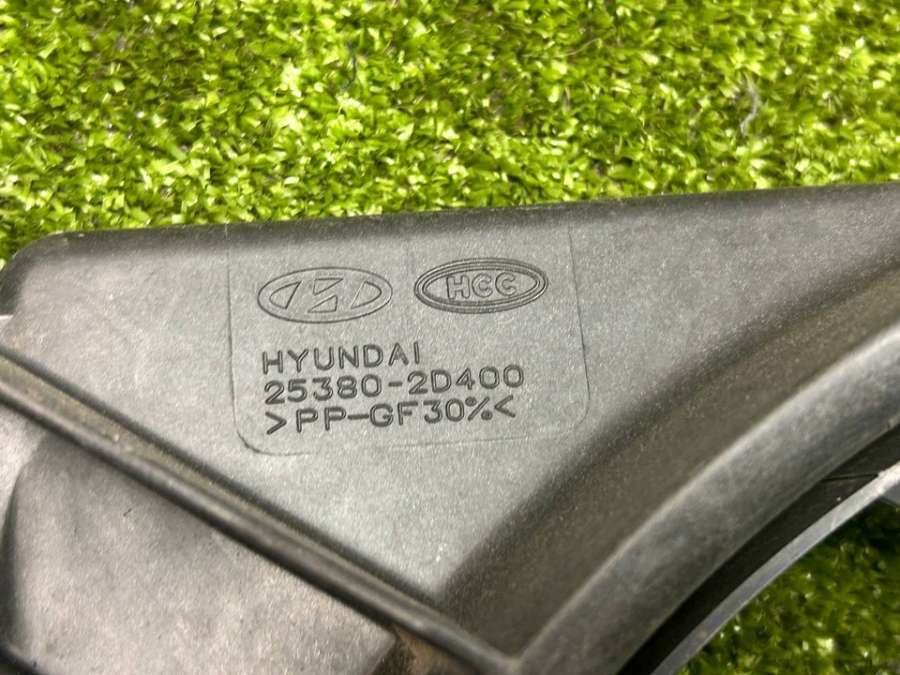 HCC
HYUNDAI
25380-2D400
>PP-GF30%<